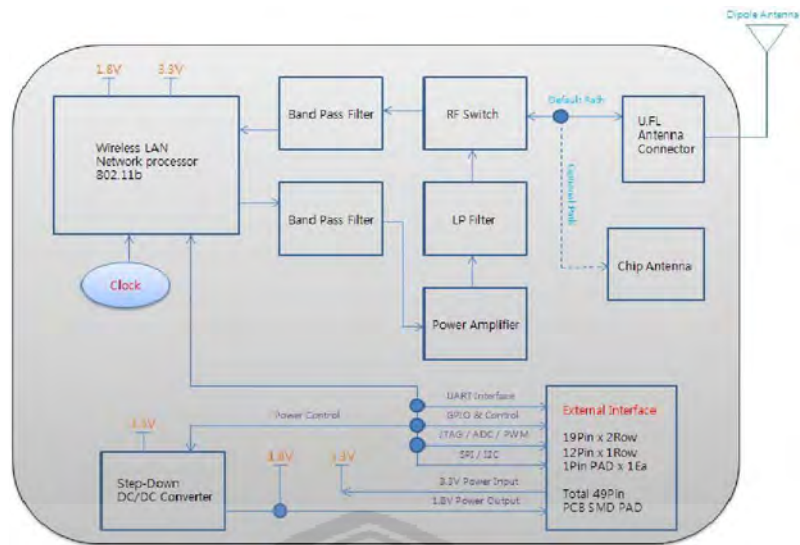 Dipole Antenna
1.8V
3.3V
Wireless LAN
Network processor
802.11b
Band Pass Filter
RF Switch
Default Path
U.FL
Antenna
Connector
Optional Path
Band Pass Filter
LP Filter
Chip Antenna
Clock
Power Amplifier
UART Interface
GPIO & Control
Power Control
JTAG / ADC / PWM
SPI / I2C
3.3V Power Input
1.8V Power Output
External Interface
19Pin x 2Row
12Pin x 1Row
1Pin PAD x 1Ea
Total 49Pin
PCB SMD PAD
3.3V
1.8V
3.3V
Step-Down
DC/DC Converter